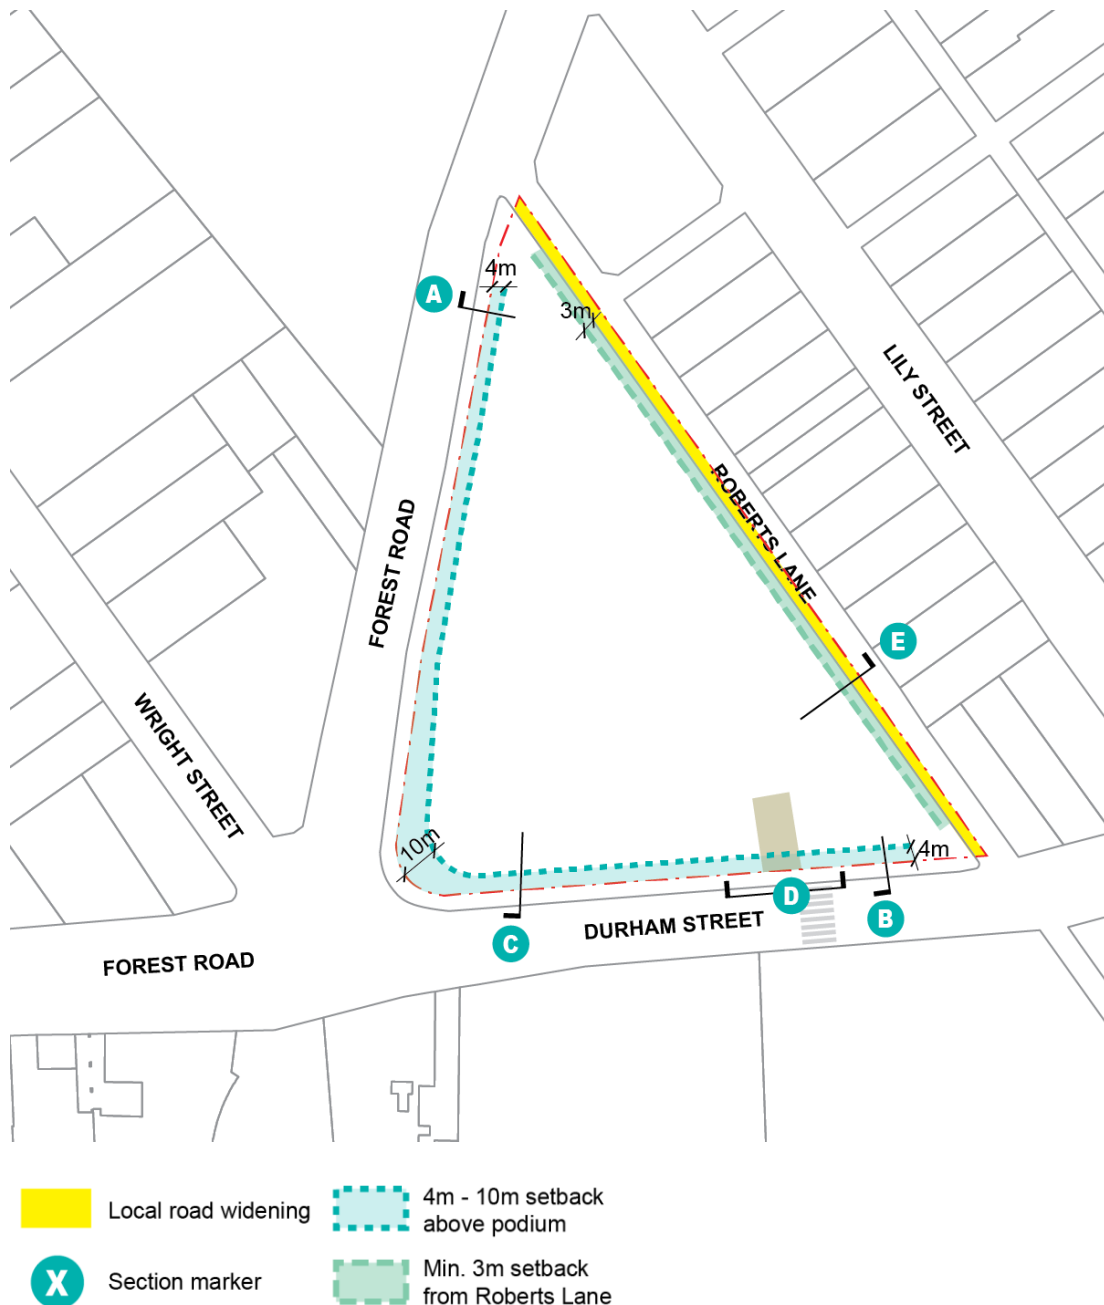 4m
A
3m
LILY STREET
ROBERTS LANE
FOREST ROAD
E
WRIGHT STREET
10m
4m
D
B
C
DURHAM STREET
FOREST ROAD
Local road widening
4m - 10m setback
above podium
X
Section marker
Min. 3m setback
from Roberts Lane